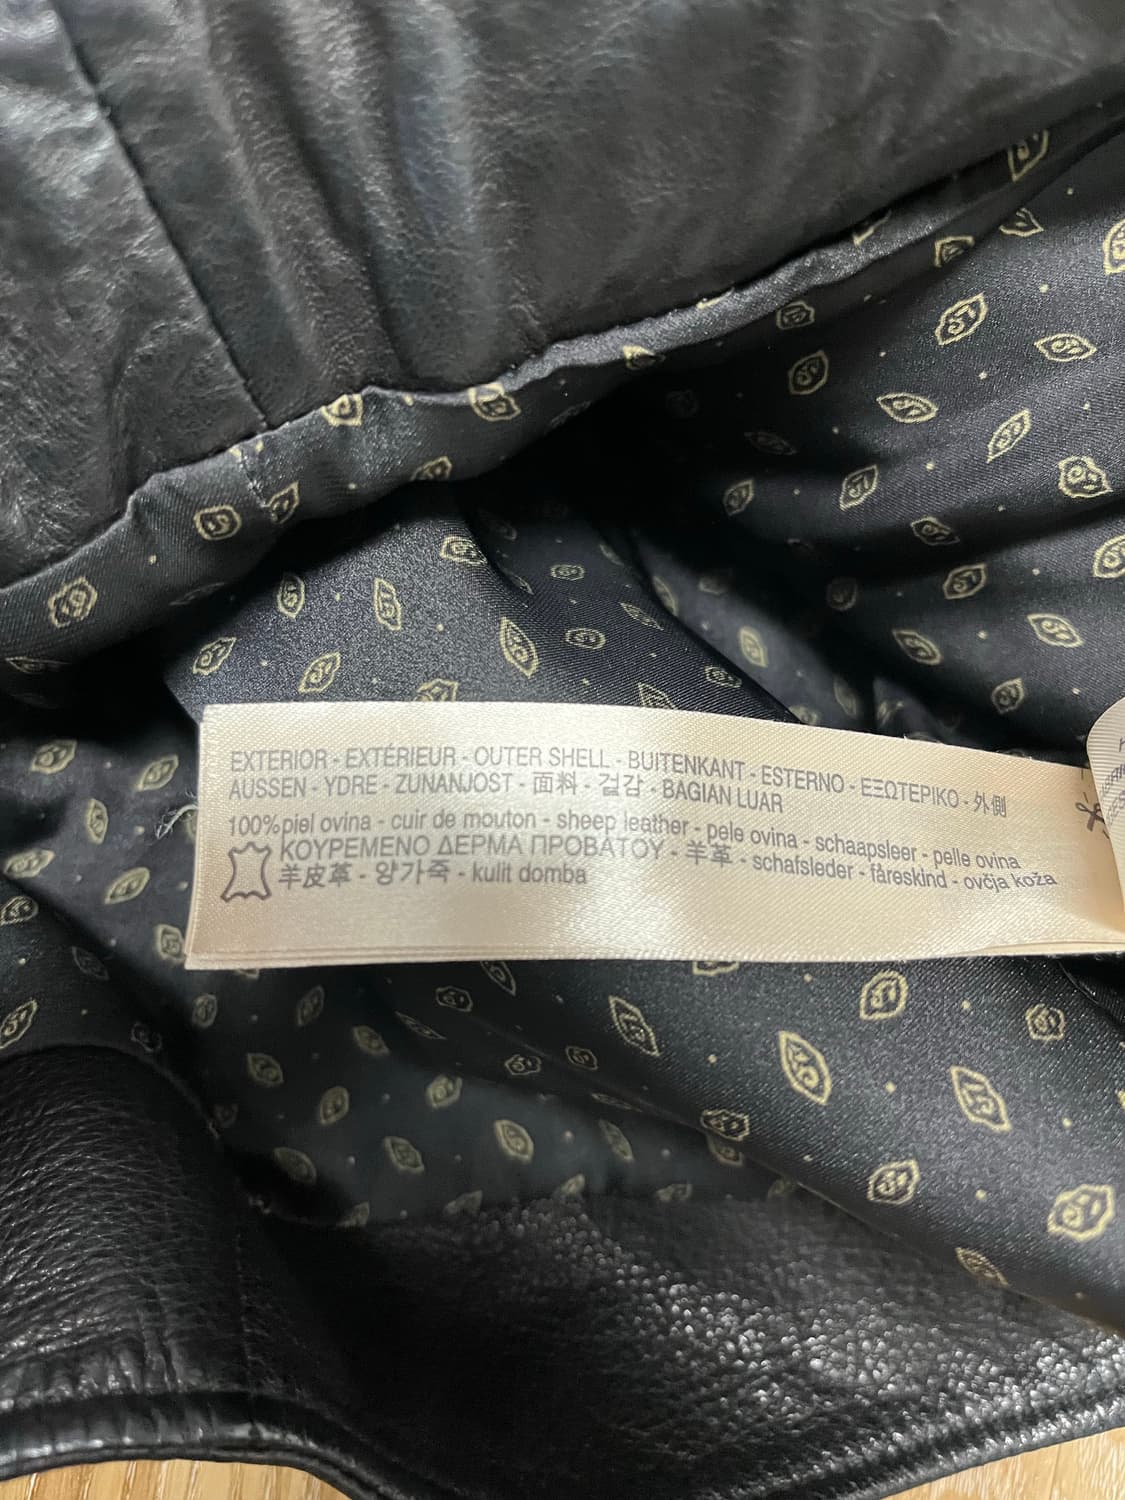 EXTERIOR - EXTÉRIEUR - OUTER SHELL - BUITENKANT - ESTERNO - ΕΞΩΤΕΡΙΚΟ - 外側
AUSSEN - YDRE - ZUNANJOST - 面料 - 겉감 - BAGIAN LUAR
100%piel ovina - cuir de mouton - sheep leather - pele ovina - schaapsleer - pelle ovina
ΚΟΥΡΕΜΕΝΟ ΔΕΡΜΑ ΠΡΟΒΑΤΟΥ - 羊革 - schafsleder - fåreskind - ovčja koža
羊皮革 - 양가죽 - kulit domba